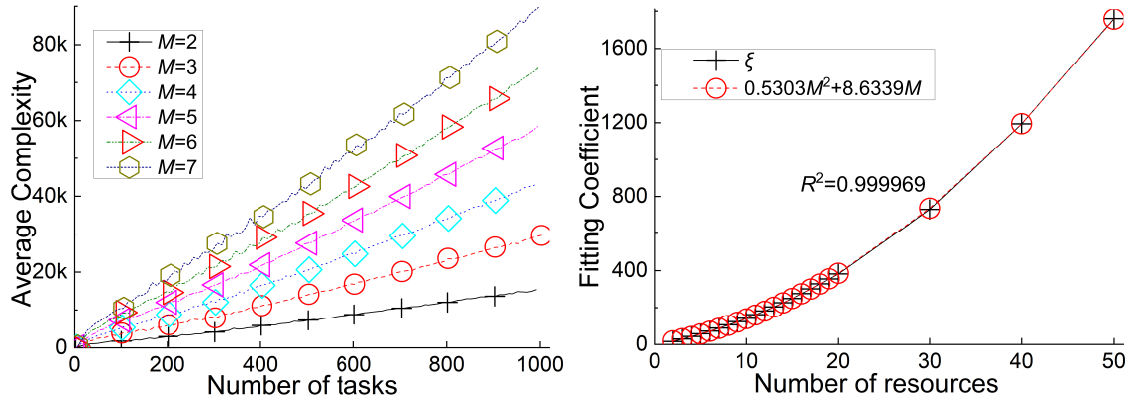 80k
60k
40k
20k
0
Average Complexity
M=2
M=3
M=4
M=5
M=6
M=7
0 200 400 600 800 1000
Number of tasks
1600
1200
800
400
0
Fitting Coefficient
ξ
0.5303M²+8.6339M
R²=0.999969
0 10 20 30 40 50
Number of resources